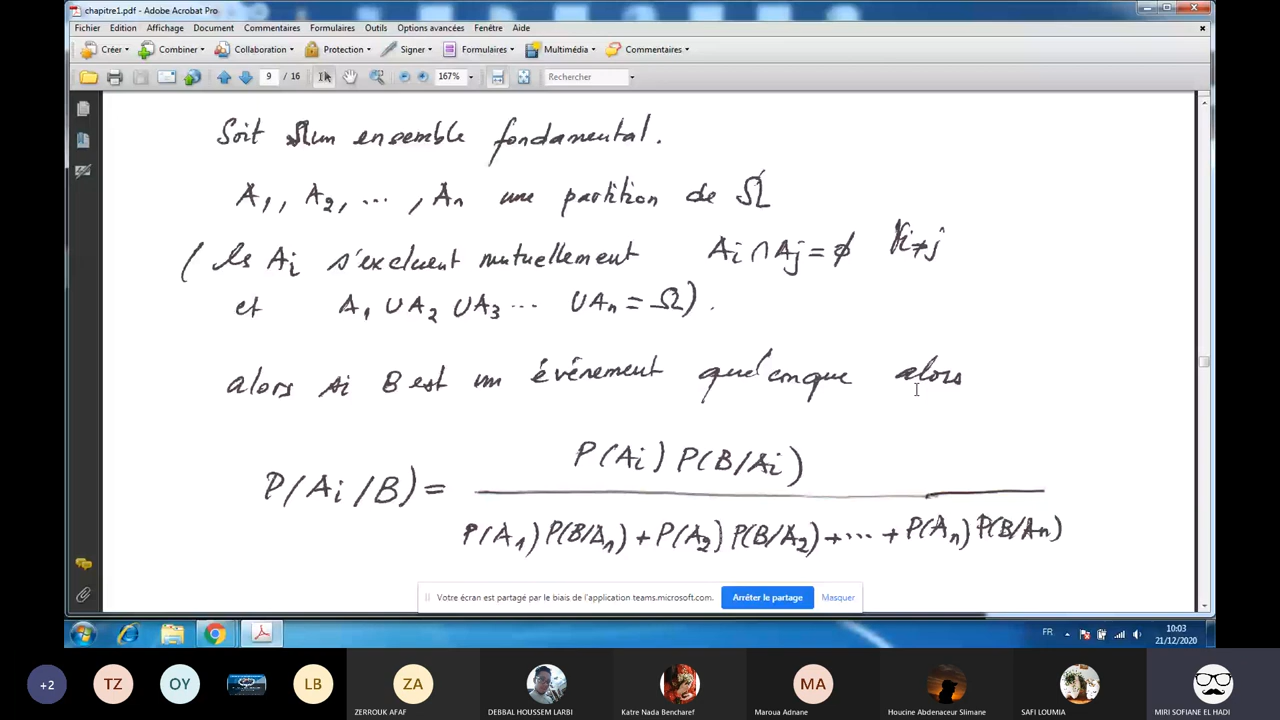 chapitre1.pdf - Adobe Acrobat Pro
Fichier Edition Affichage Document Commentaires Formulaires Outils Options avancées Fenêtre Aide
Créer Combiner Collaboration Protection Signer Formulaires Multimédia Commentaires
9 / 16 167% Rechercher
Soit Ω un ensemble fondamental.
A1, A2, ..., An une partition de Ω
(les Ai s'excluent mutuellement Ai ∩ Aj = ∅ ∀i≠j
et A1 ∪ A2 ∪ A3 ... ∪ An = Ω).
alors si B est un événement quelconque alors
P(Ai) P(B/Ai)
P(Ai/B) =
P(A1) P(B/A1) + P(A2) P(B/A2) + ... + P(An) P(B/An)
Votre écran est partagé par le biais de l'application teams.microsoft.com. Arrêter le partage Masquer
FR 10:03
21/12/2020
+2 TZ OY LB ZA MA
ZERROUK AFAF DEBBAL HOUSSEM LARBI Katre Nada Bencharef Maroua Adnane Houcine Abdenaceur Slimane SAFI LOUMIA MIRI SOFIANE EL HADI